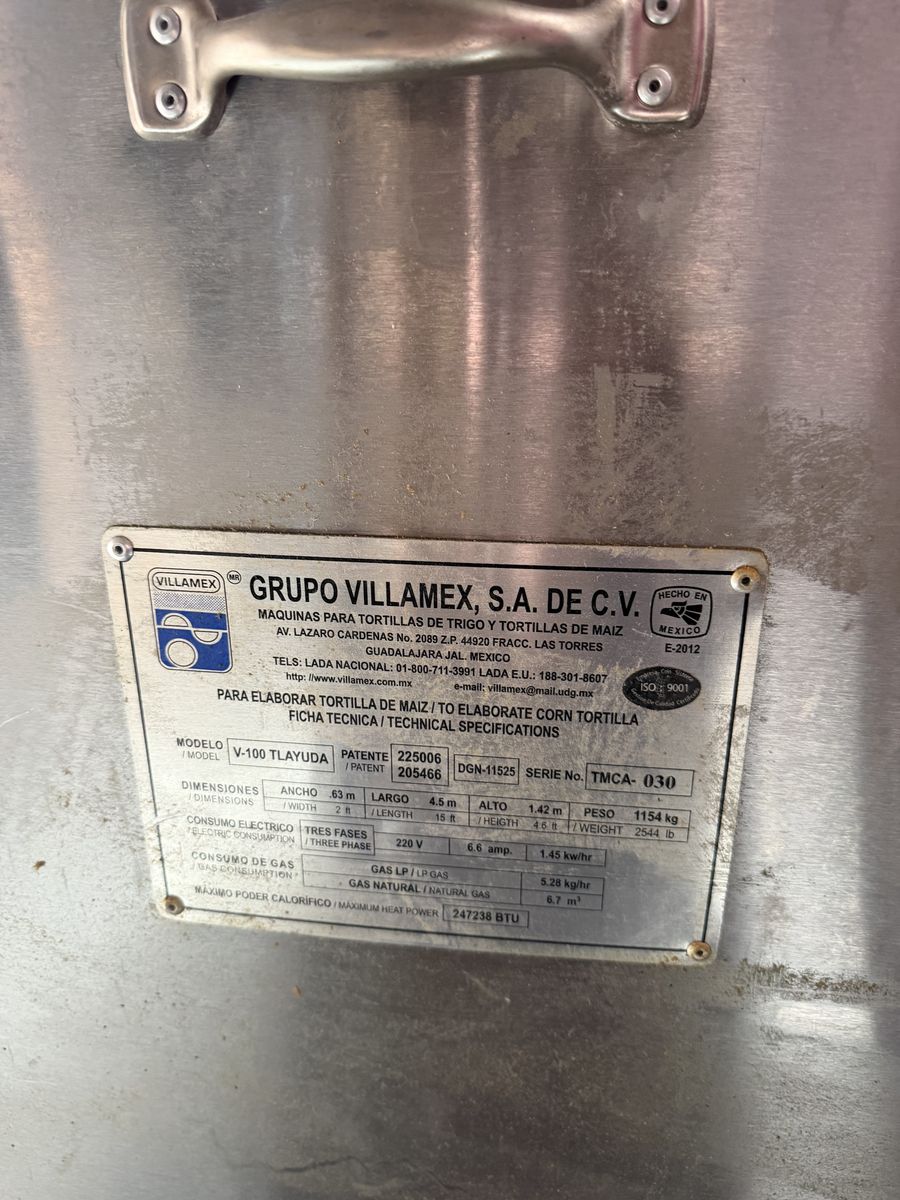 VILLAMEX MR
GRUPO VILLAMEX, S.A. DE C.V.
MAQUINAS PARA TORTILLAS DE TRIGO Y TORTILLAS DE MAIZ
AV. LAZARO CARDENAS No. 2089 Z.P. 44920 FRACC. LAS TORRES
GUADALAJARA JAL. MEXICO
TELS: LADA NACIONAL: 01-800-711-3991 LADA E.U.: 188-301-8607
http: //www.villamex.com.mx e-mail: villamex@mail.udg.mx
HECHO EN
MEXICO
E-2012
ISO : 9001
PARA ELABORAR TORTILLA DE MAIZ / TO ELABORATE CORN TORTILLA
FICHA TECNICA / TECHNICAL SPECIFICATIONS
MODELO / MODEL V-100 TLAYUDA PATENTE / PATENT 225006 205466 DGN-11525 SERIE No. TMCA- 030
DIMENSIONES ANCHO .63 m LARGO 4.5 m ALTO 1.42 m PESO 1154 kg
/ DIMENSIONS / WIDTH 2 ft / LENGTH 15 ft / HEIGTH 4.6 ft / WEIGHT 2544 lb
CONSUMO ELECTRICO TRES FASES 220 V 6.6 amp. 1.45 kw/hr
/ ELECTRIC CONSUMPTION / THREE PHASE
CONSUMO DE GAS GAS LP / LP GAS 5.28 kg/hr
/ GAS CONSUMPTION GAS NATURAL / NATURAL GAS 6.7 m³
MÁXIMO PODER CALORÍFICO / MAXIMUM HEAT POWER 247238 BTU